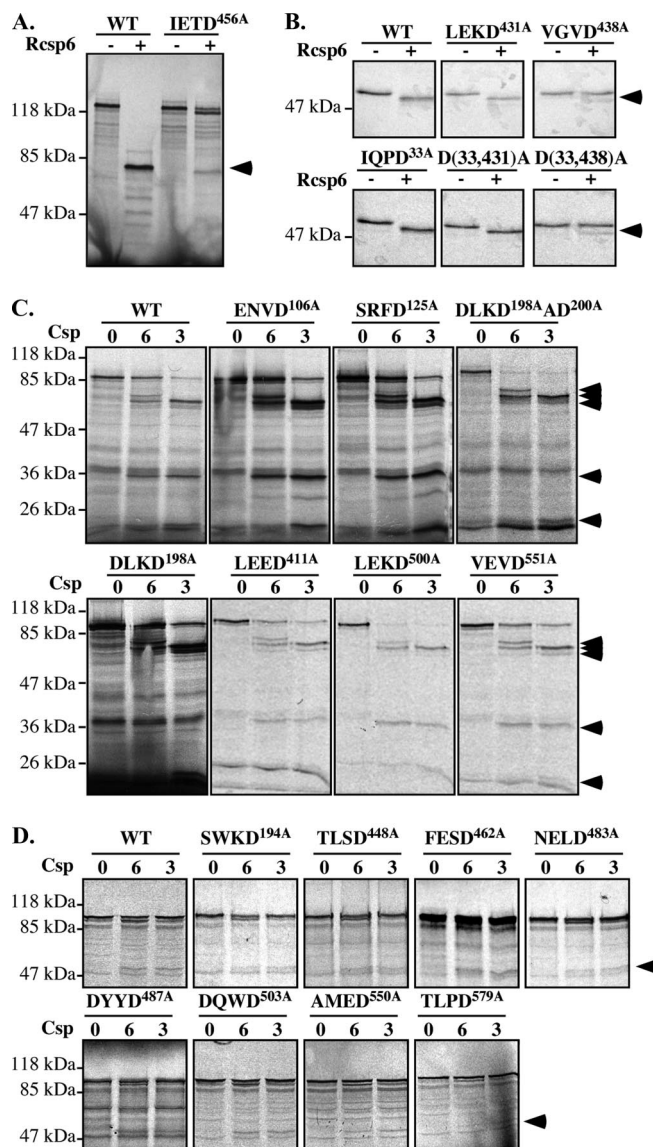 A.
WT IETD456A
Rcsp6 - + - +
118 kDa
85 kDa
47 kDa
B.
WT LEKD431A VGVD438A
Rcsp6 - + - + - +
47 kDa
IQPD33A D(33,431)A D(33,438)A
Rcsp6 - + - + - +
47 kDa
C.
WT ENVD106A SRFD125A DLKD198AAD200A
Csp 0 6 3 0 6 3 0 6 3 0 6 3
118 kDa
85 kDa
47 kDa
36 kDa
26 kDa
DLKD198A LEED411A LEKD500A VEVD551A
Csp 0 6 3 0 6 3 0 6 3 0 6 3
118 kDa
85 kDa
47 kDa
36 kDa
26 kDa
D.
WT SWKD194A TLSD448A FESD462A NELD483A
Csp 0 6 3 0 6 3 0 6 3 0 6 3 0 6 3
118 kDa
85 kDa
47 kDa
DYYD487A DQWD503A AMED550A TLPD579A
Csp 0 6 3 0 6 3 0 6 3 0 6 3
118 kDa
85 kDa
47 kDa